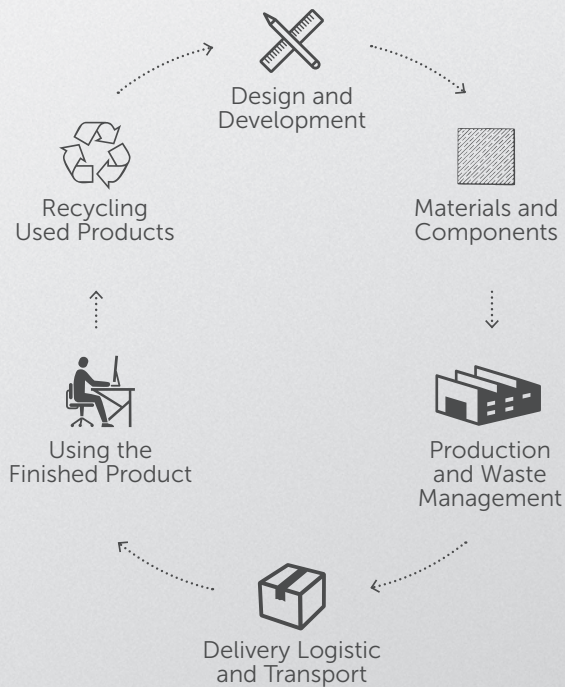 Design and
Development
Materials and
Components
Production
and Waste
Management
Delivery Logistic
and Transport
Using the
Finished Product
Recycling
Used Products